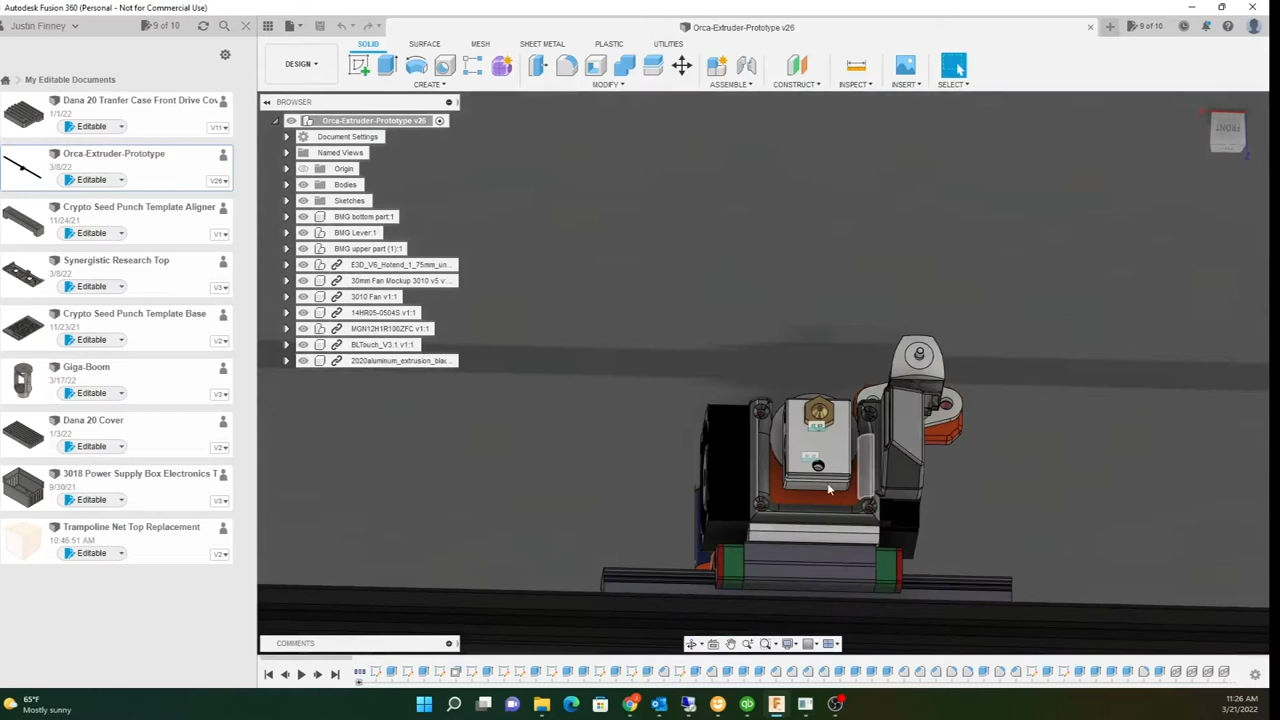 Autodesk Fusion 360 (Personal - Not for Commercial Use)
Justin Finney
9 of 10
Orca-Extruder-Prototype v26
9 of 10
SOLID SURFACE MESH SHEET METAL PLASTIC UTILITIES
DESIGN
CREATE MODIFY ASSEMBLE CONSTRUCT INSPECT INSERT SELECT
My Editable Documents
Dana 20 Tranfer Case Front Drive Cov
1/1/22
Editable
V11
Orca-Extruder-Prototype
3/8/22
Editable
V26
Crypto Seed Punch Template Aligner
11/24/21
Editable
V1
Synergistic Research Top
3/8/22
Editable
V3
Crypto Seed Punch Template Base
11/23/21
Editable
V2
Giga-Boom
3/17/22
Editable
V3
Dana 20 Cover
1/3/22
Editable
V2
3018 Power Supply Box Electronics T
9/30/21
Editable
V3
Trampoline Net Top Replacement
10:46.51 AM
Editable
V2
BROWSER
Orca-Extruder-Prototype v26
Document Settings
Named Views
Origin
Bodies
Sketches
BMG bottom part:1
BMG Lever:1
BMG upper part (1):1
E3D_V6_Hotend_1_75mm_un...
30mm Fan Mockup 3010 v5 v...
3010 Fan v1:1
14HR05-0504S v1:1
MGN12H1R100ZFC v1:1
BLTouch_V3.1 v1:1
2020aluminum_extrusion_blac...
FRONT
COMMENTS
65°F
Mostly sunny
11:26 AM
3/21/2022